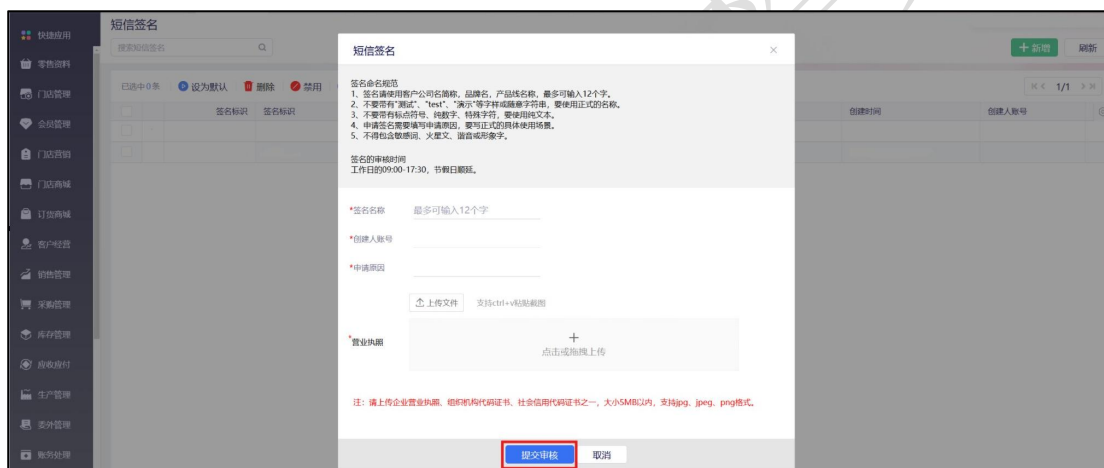 短信签名
快捷应用
零售资料
门店管理
会员管理
门店营销
门店商城
订货商城
客户经营
销售管理
采购管理
库存管理
应收应付
生产管理
委外管理
账务处理
搜索短信签名
新增
刷新
已选中0条
设为默认
删除
禁用
1/1
签名标识
签名标识
创建时间
创建人账号
短信签名
签名命名规范
1、签名请使用客户公司名简称，品牌名，产品线名称，最多可输入12个字。
2、不要带有"测试"、"test"、"演示"等字样或随意字符串，要使用正式的名称。
3、不要带有标点符号、纯数字、特殊字符，要使用纯文本。
4、申请签名需要填写申请原因，要写正式的具体使用场景。
5、不得包含敏感词、火星文、谐音或形象字。
签名的审核时间
工作日的09:00-17:30，节假日顺延。
*签名名称 最多可输入12个字
*创建人账号
*申请原因
上传文件 支持ctrl+v粘贴截图
*营业执照
点击或拖拽上传
注：请上传企业营业执照、组织机构代码证书、社会信用代码证书之一，大小5MB以内，支持jpg、jpeg、png格式。
提交审核
取消